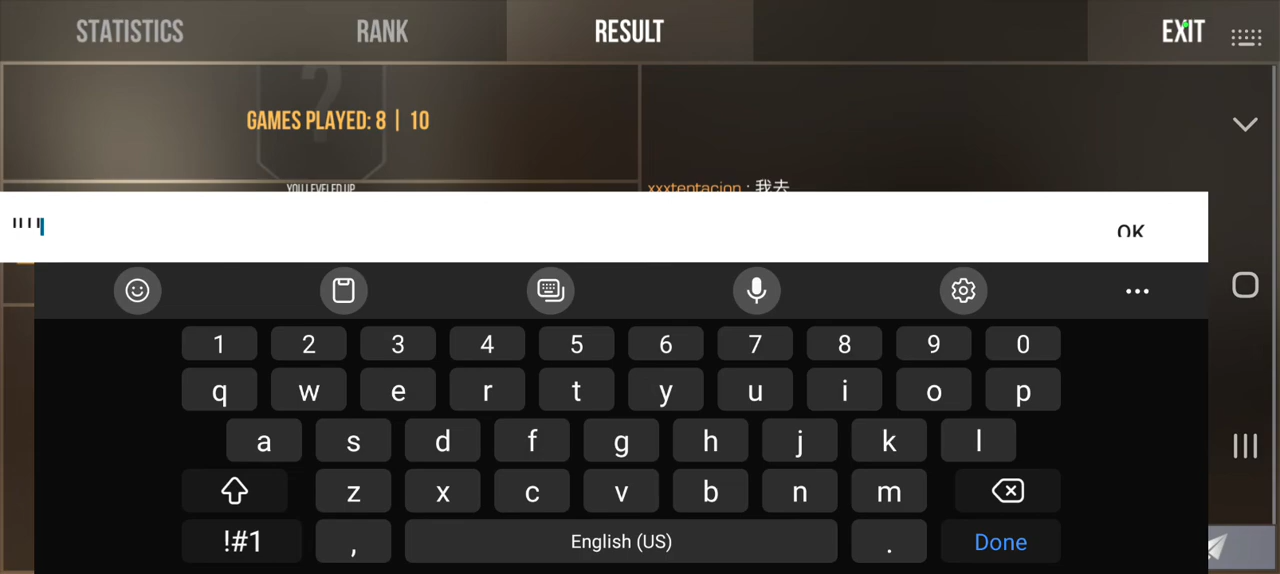 STATISTICS
RANK
RESULT
EXIT
GAMES PLAYED: 8 | 10
YOU LEVELED UP
xxxtentacion : 我去
OK
1 2 3 4 5 6 7 8 9 0
q w e r t y u i o p
a s d f g h j k l
z x c v b n m
!#1 , English (US) . Done